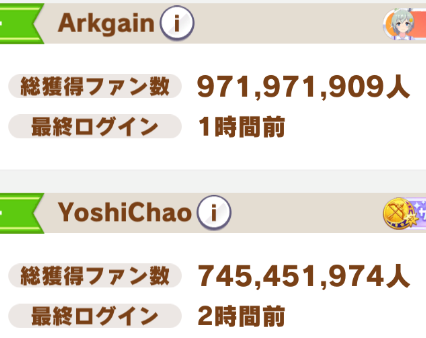 Arkgain i
総獲得ファン数 971,971,909人
最終ログイン 1時間前
YoshiChao i
総獲得ファン数 745,451,974人
最終ログイン 2時間前